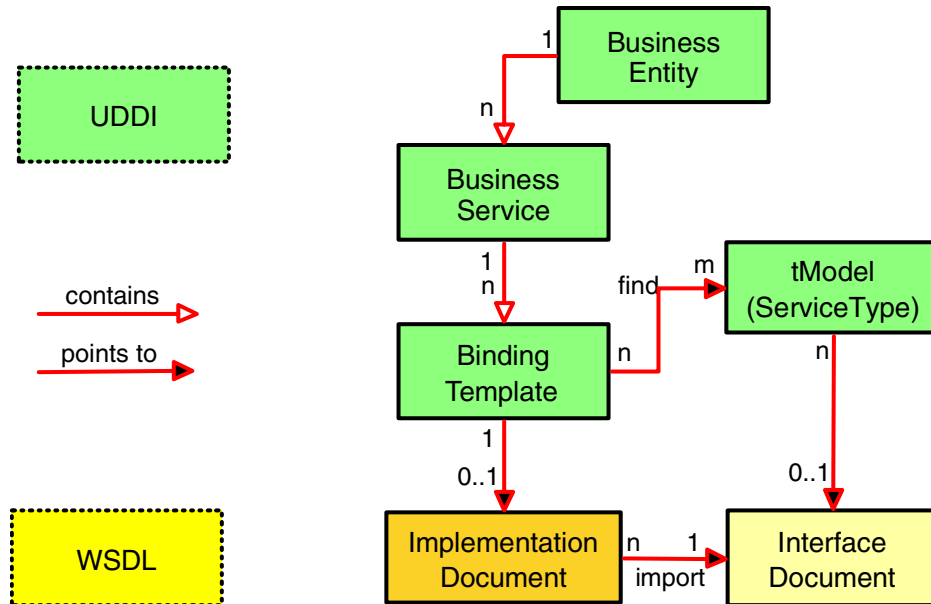 1
Business
Entity
UDDI
n
Business
Service
1
n
contains
points to
find
m
tModel
(ServiceType)
Binding
Template
n
n
1
0..1
0..1
WSDL
Implementation
Document
n
1
import
Interface
Document